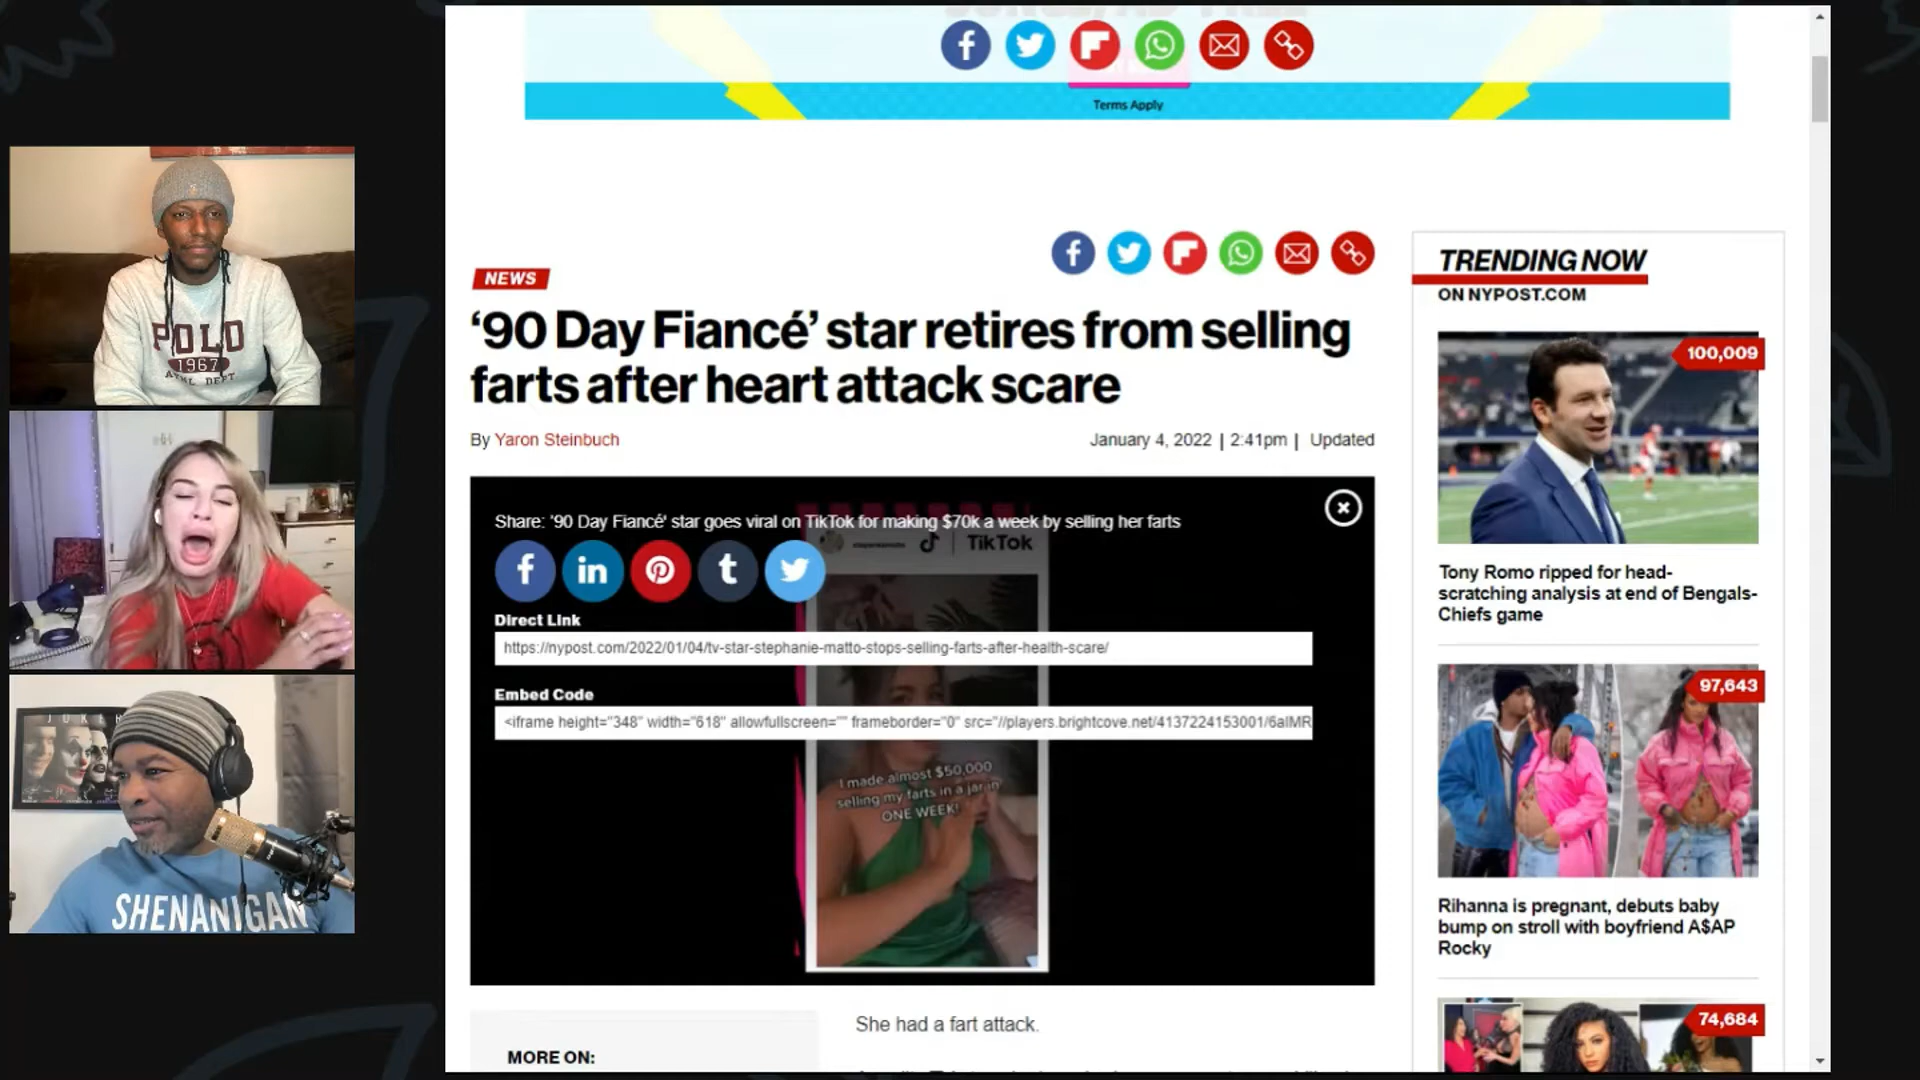 Terms Apply
NEWS
‘90 Day Fiancé’ star retires from selling
farts after heart attack scare
By Yaron Steinbuch
January 4, 2022 | 2:41pm | Updated
Share: '90 Day Fiancé' star goes viral on TikTok for making $70k a week by selling her farts
TikTok
Direct Link
https://nypost.com/2022/01/04/tv-star-stephanie-matto-stops-selling-farts-after-health-scare/
Embed Code
<iframe height="348" width="618" allowfullscreen="" frameborder="0" src="//players.brightcove.net/4137224153001/6alMR
I made almost $50,000
selling my farts in a jar in
ONE WEEK!
She had a fart attack.
MORE ON:
TRENDING NOW
ON NYPOST.COM
100,009
Tony Romo ripped for head-
scratching analysis at end of Bengals-
Chiefs game
97,643
Rihanna is pregnant, debuts baby
bump on stroll with boyfriend A$AP
Rocky
74,684
POLO
1967
ATHL DEPT
JOKER
SHENANIGAN